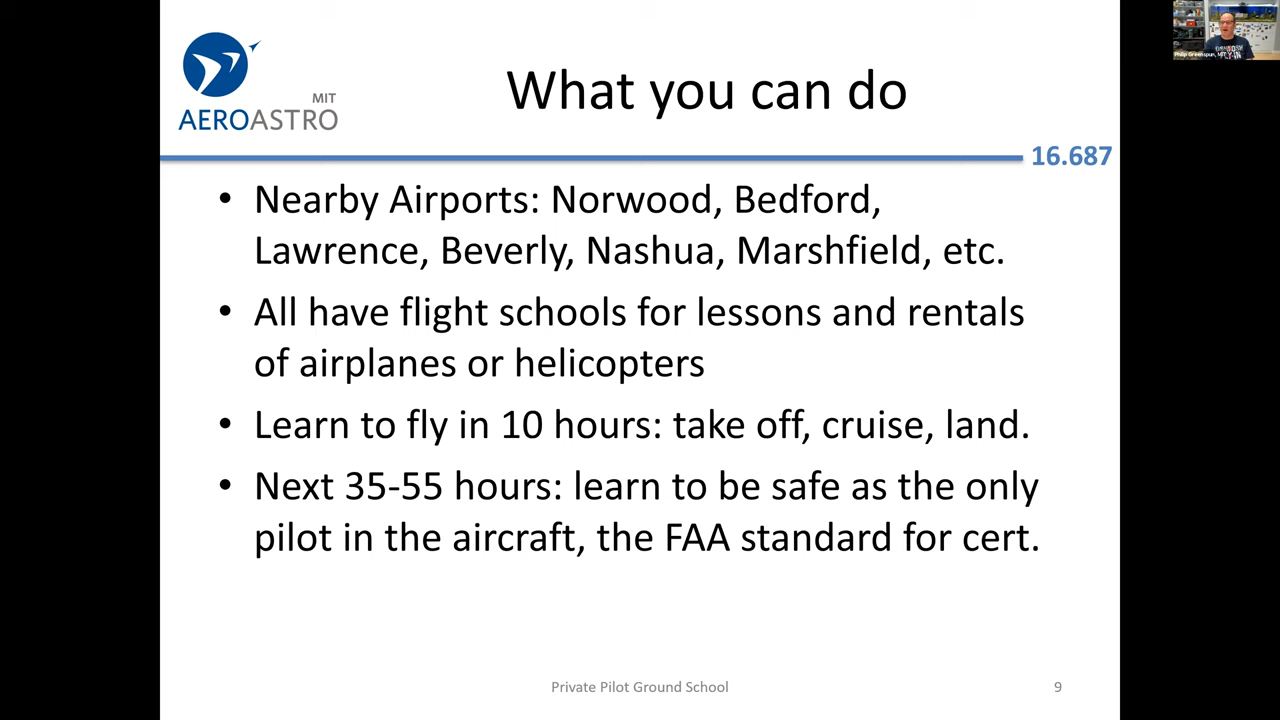 MIT
AEROASTRO
What you can do
16.687
• Nearby Airports: Norwood, Bedford,
Lawrence, Beverly, Nashua, Marshfield, etc.
• All have flight schools for lessons and rentals
of airplanes or helicopters
• Learn to fly in 10 hours: take off, cruise, land.
• Next 35-55 hours: learn to be safe as the only
pilot in the aircraft, the FAA standard for cert.
Private Pilot Ground School
9
Philip Greenspun, MIT